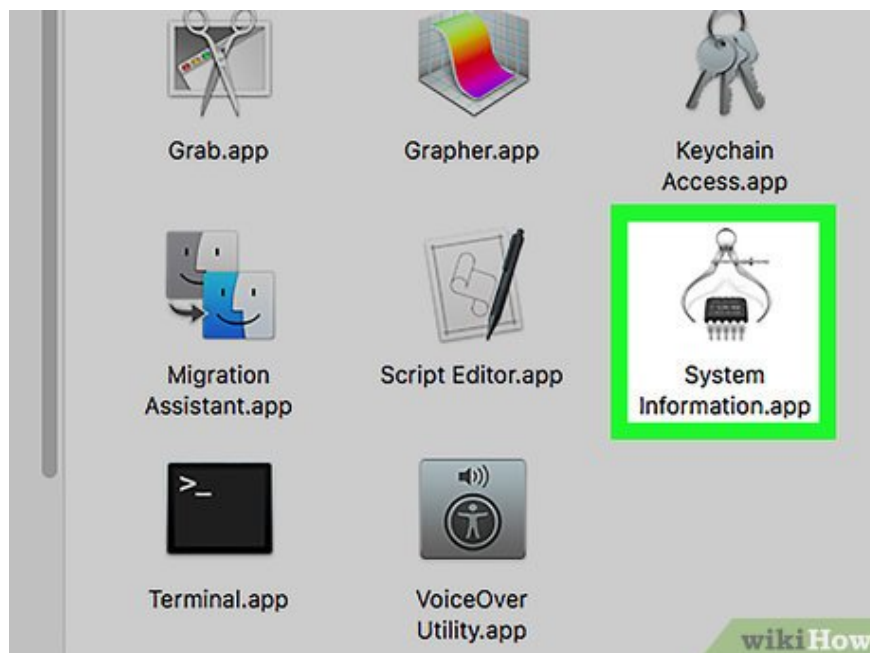 Grab.app
Grapher.app
Keychain
Access.app
Migration
Assistant.app
Script Editor.app
System
Information.app
>_
Terminal.app
VoiceOver
Utility.app
wikiHow